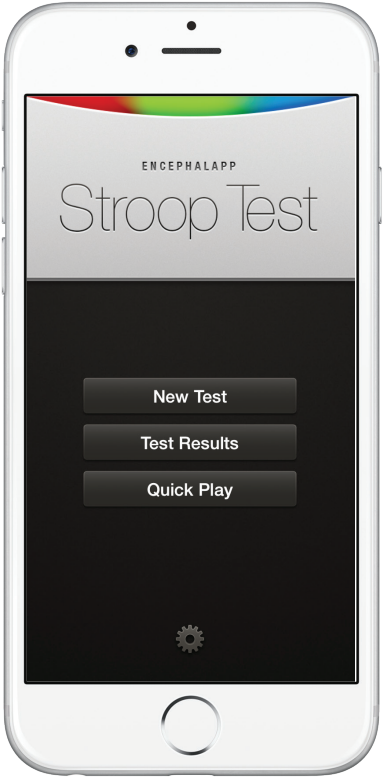 ENCEPHALAPP
Stroop Test
New Test
Test Results
Quick Play